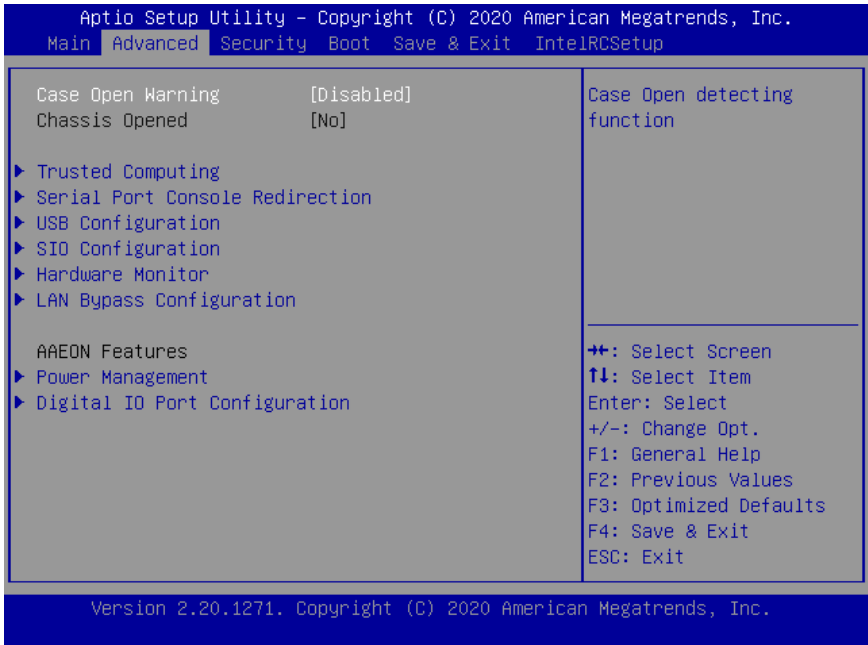 Aptio Setup Utility – Copyright (C) 2020 American Megatrends, Inc.
Main Advanced Security Boot Save & Exit IntelRCSetup
Case Open Warning [Disabled]
Chassis Opened [No]
▶ Trusted Computing
▶ Serial Port Console Redirection
▶ USB Configuration
▶ SIO Configuration
▶ Hardware Monitor
▶ LAN Bypass Configuration
AAEON Features
▶ Power Management
▶ Digital IO Port Configuration
Case Open detecting
function
→←: Select Screen
↑↓: Select Item
Enter: Select
+/-: Change Opt.
F1: General Help
F2: Previous Values
F3: Optimized Defaults
F4: Save & Exit
ESC: Exit
Version 2.20.1271. Copyright (C) 2020 American Megatrends, Inc.